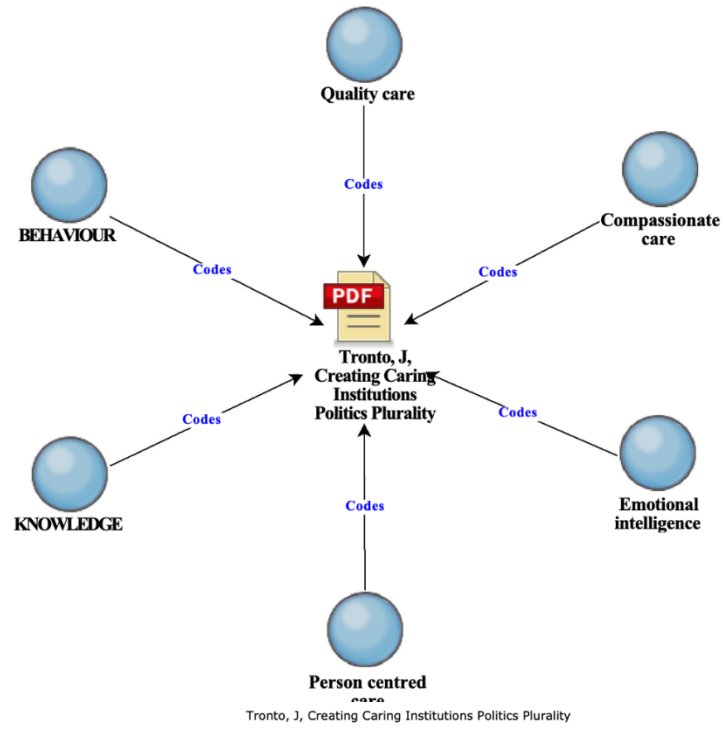 Quality care
Codes
BEHAVIOUR
Compassionate
care
Codes
Codes
PDF
Tronto, J,
Creating Caring
Institutions
Politics Plurality
Codes
Codes
KNOWLEDGE
Emotional
intelligence
Codes
Person centred
care
Tronto, J, Creating Caring Institutions Politics Plurality